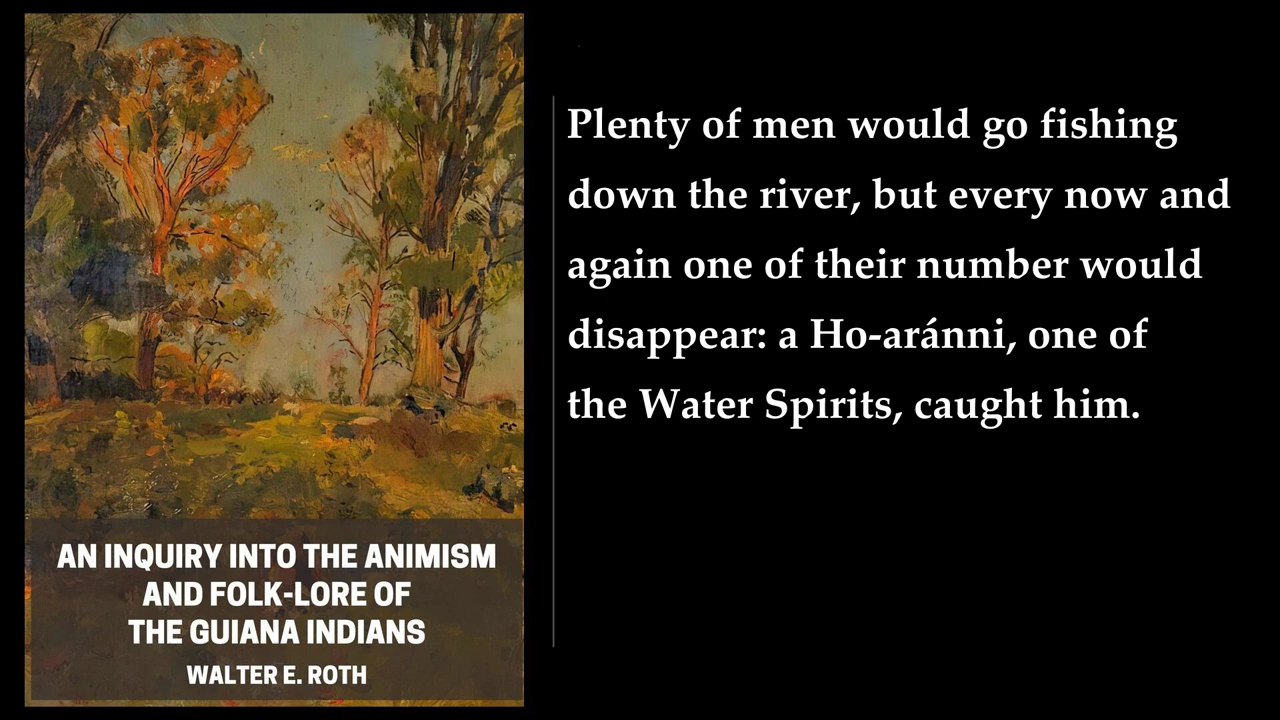 Plenty of men would go fishing
down the river, but every now and
again one of their number would
disappear: a Ho-aránni, one of
the Water Spirits, caught him.
AN INQUIRY INTO THE ANIMISM
AND FOLK-LORE OF
THE GUIANA INDIANS
WALTER E. ROTH